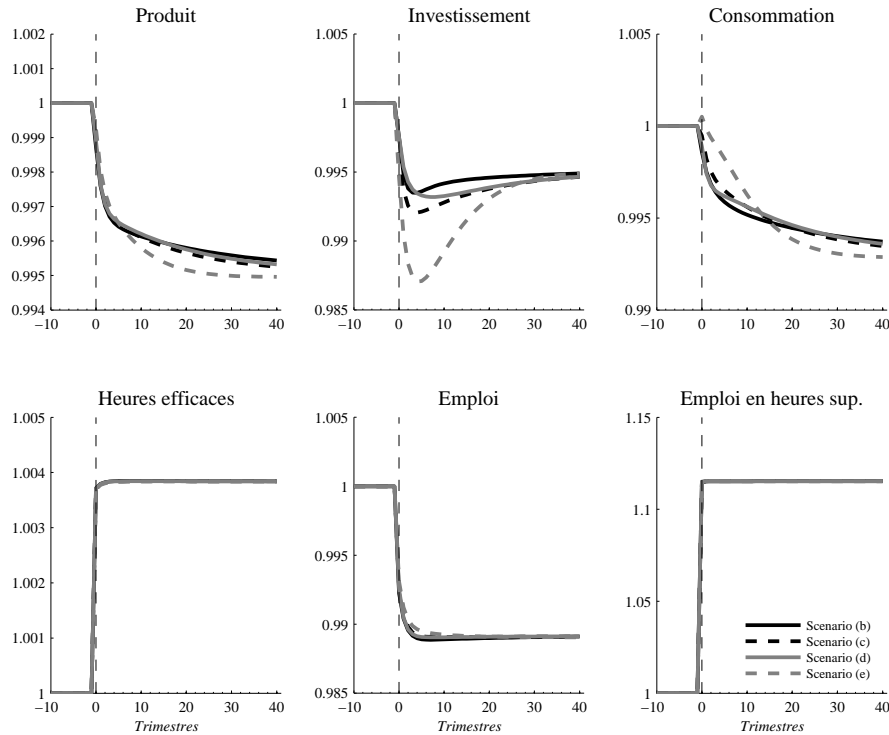 Produit
Investissement
Consommation
1.002
1.001
1
0.999
0.998
0.997
0.996
0.995
0.994
−10 0 10 20 30 40
1.005
1
0.995
0.99
0.985
−10 0 10 20 30 40
1.005
1
0.995
0.99
−10 0 10 20 30 40
Heures efficaces
Emploi
Emploi en heures sup.
1.005
1.004
1.003
1.002
1.001
1
−10 0 10 20 30 40
Trimestres
1.005
1
0.995
0.99
0.985
−10 0 10 20 30 40
Trimestres
1.15
1.1
1.05
1
−10 0 10 20 30 40
Trimestres
Scenario (b)
Scenario (c)
Scenario (d)
Scenario (e)